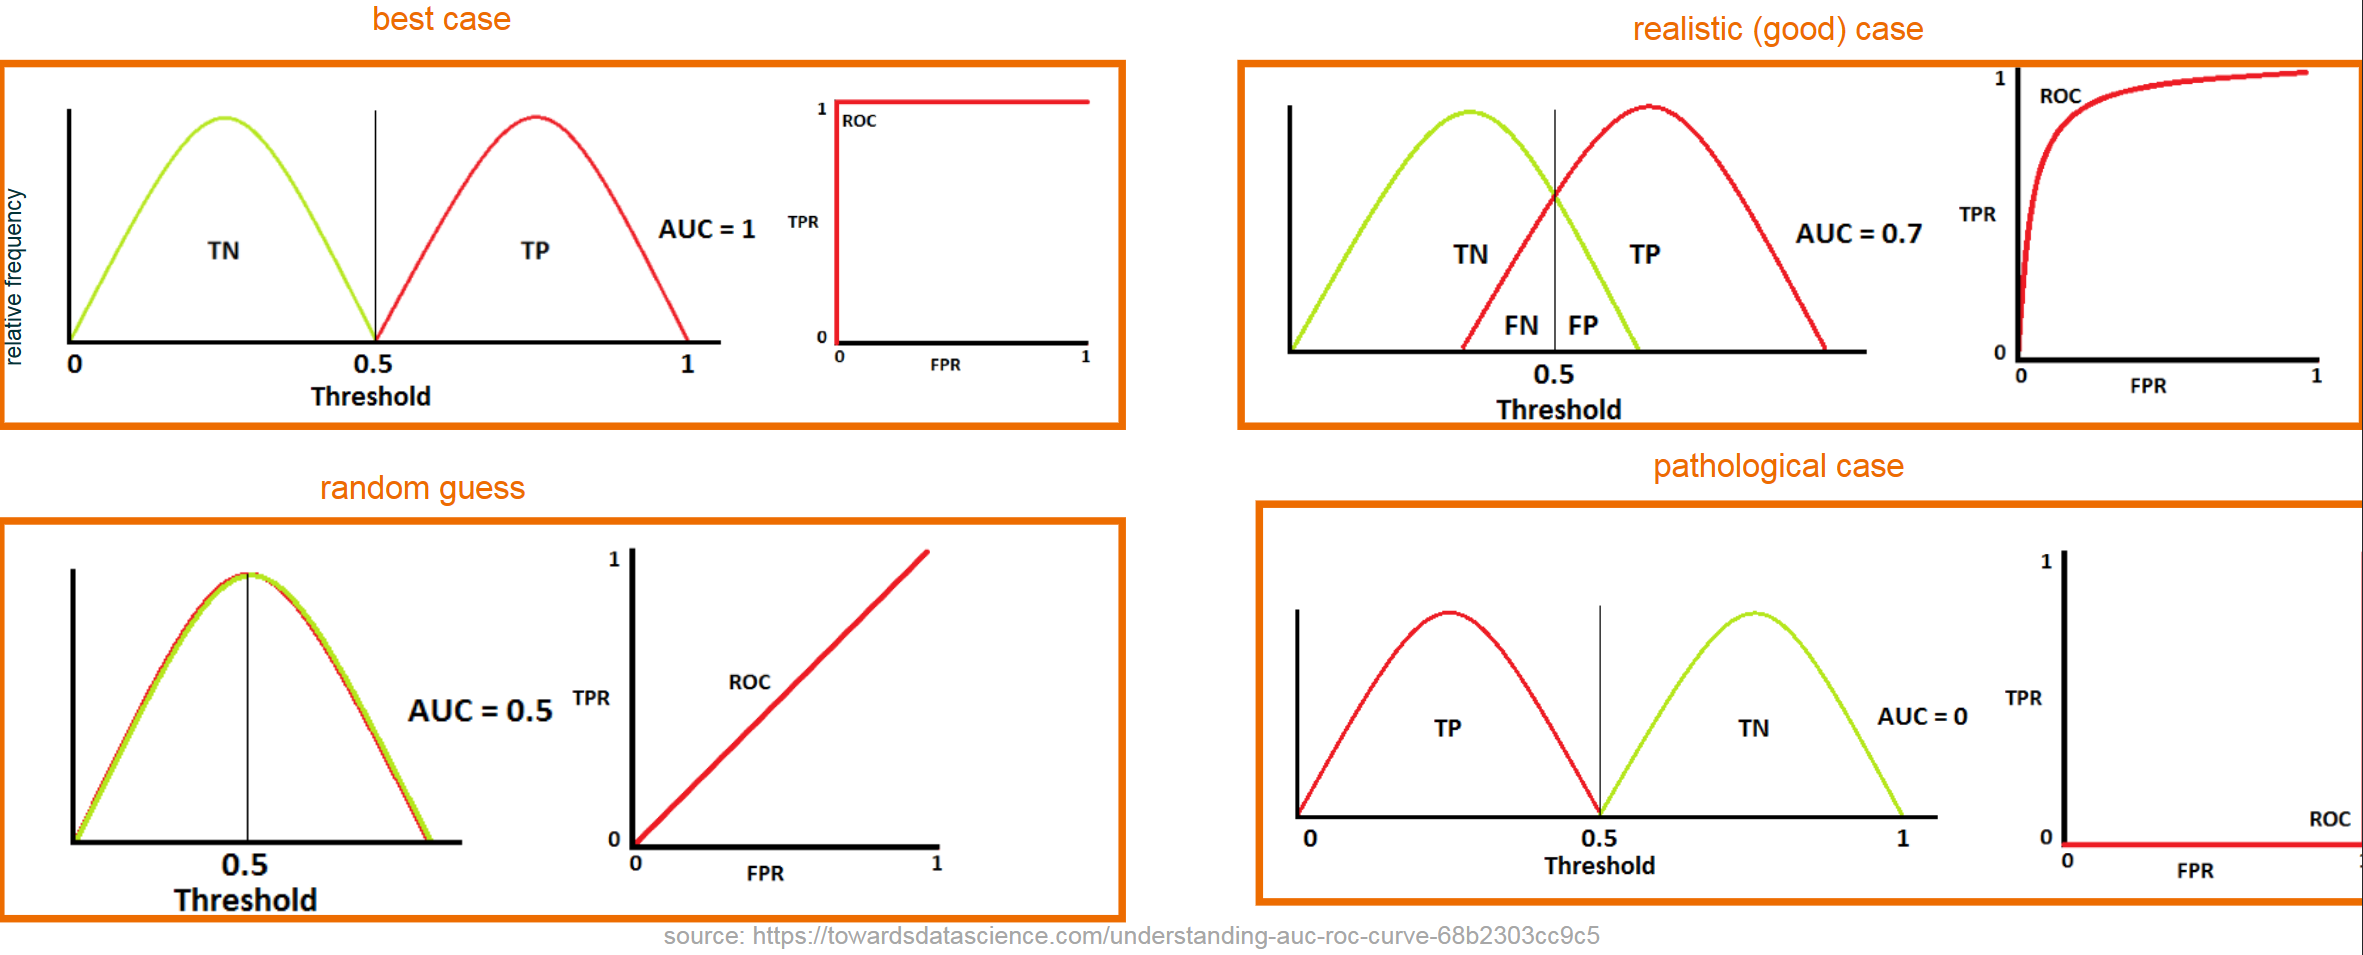 best case
relative frequency
TN
TP
0
0.5
1
Threshold
AUC = 1
1
ROC
TPR
0
0
FPR
1
realistic (good) case
TN
TP
FN
FP
0.5
Threshold
AUC = 0.7
1
ROC
TPR
0
0
FPR
1
random guess
0.5
Threshold
AUC = 0.5
1
ROC
TPR
0
0
FPR
1
pathological case
TP
TN
0
0.5
1
Threshold
AUC = 0
1
TPR
ROC
0
0
FPR
source: https://towardsdatascience.com/understanding-auc-roc-curve-68b2303cc9c5